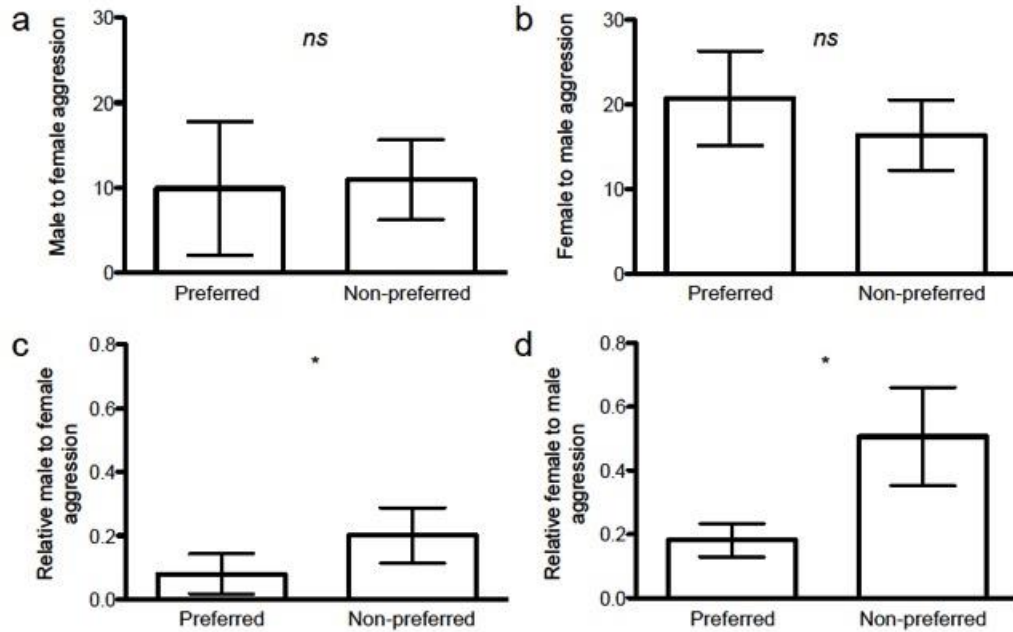 a
Male to female aggression
30
20
10
0
ns
Preferred
Non-preferred
b
Female to male aggression
30
20
10
0
ns
Preferred
Non-preferred
c
Relative male to female
aggression
0.8
0.6
0.4
0.2
0.0
*
Preferred
Non-preferred
d
Relative female to male
aggression
0.8
0.6
0.4
0.2
0.0
*
Preferred
Non-preferred